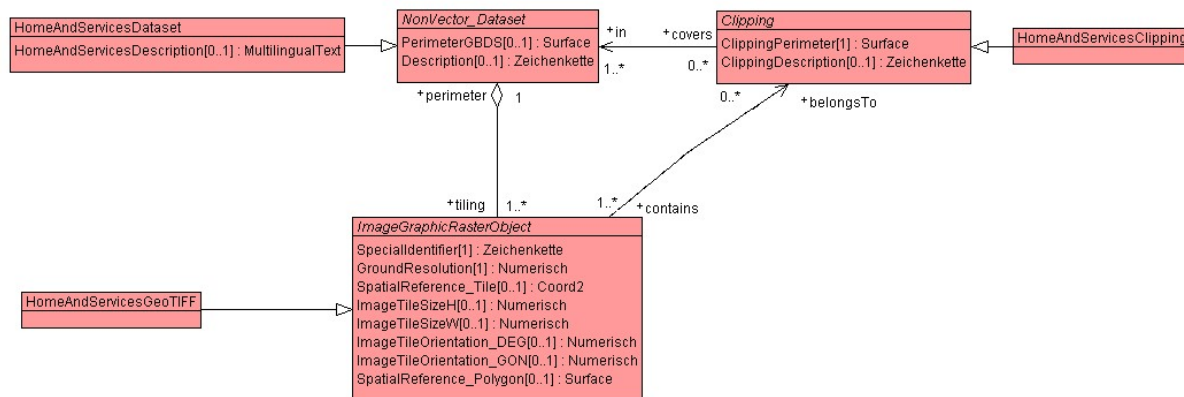 HomeAndServicesDataset
HomeAndServicesDescription[0..1] : MultilingualText
NonVector_Dataset
PerimeterGBDS[0..1] : Surface
Description[0..1] : Zeichenkette
+in
1..*
+covers
0..*
Clipping
ClippingPerimeter[1] : Surface
ClippingDescription[0..1] : Zeichenkette
HomeAndServicesClipping
+perimeter
1
0..*
+belongsTo
+tiling
1..*
1..*
+contains
ImageGraphicRasterObject
SpecialIdentifier[1] : Zeichenkette
GroundResolution[1] : Numerisch
SpatialReference_Tile[0..1] : Coord2
ImageTileSizeH[0..1] : Numerisch
ImageTileSizeW[0..1] : Numerisch
ImageTileOrientation_DEG[0..1] : Numerisch
ImageTileOrientation_GON[0..1] : Numerisch
SpatialReference_Polygon[0..1] : Surface
HomeAndServicesGeoTIFF